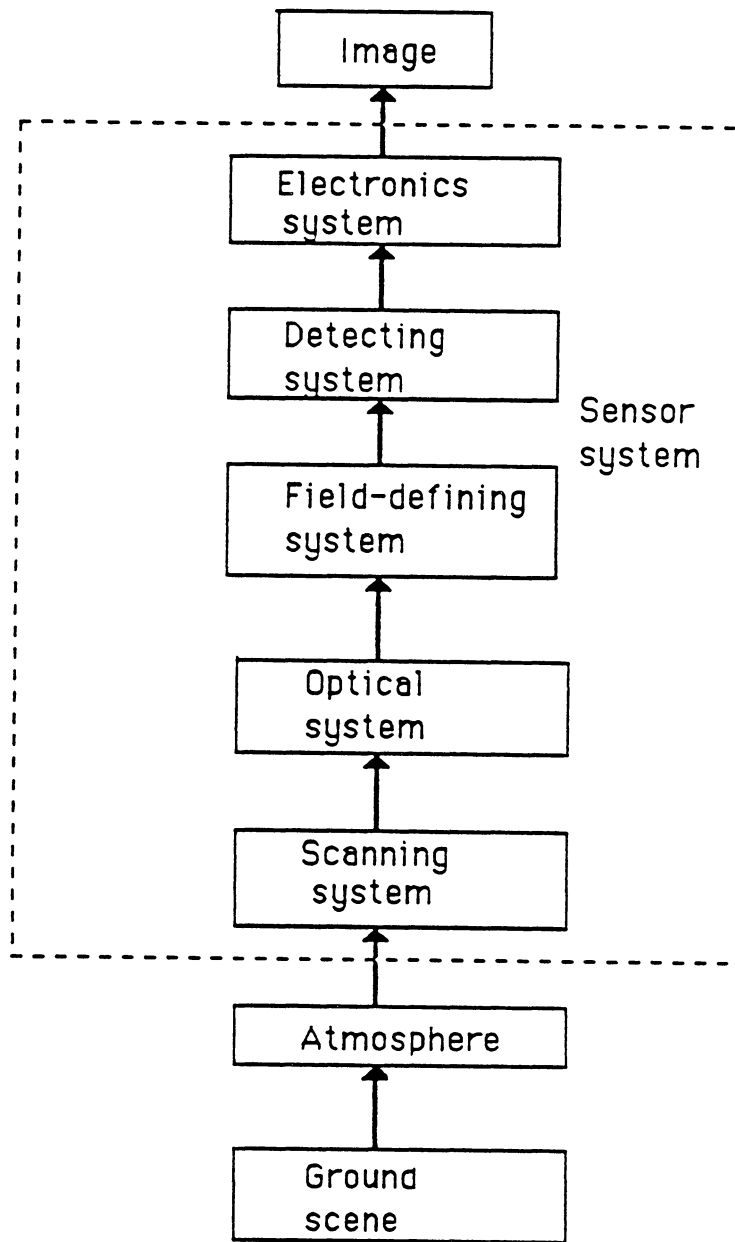 Image
Electronics
system
Detecting
system
Sensor
system
Field-defining
system
Optical
system
Scanning
system
Atmosphere
Ground
scene